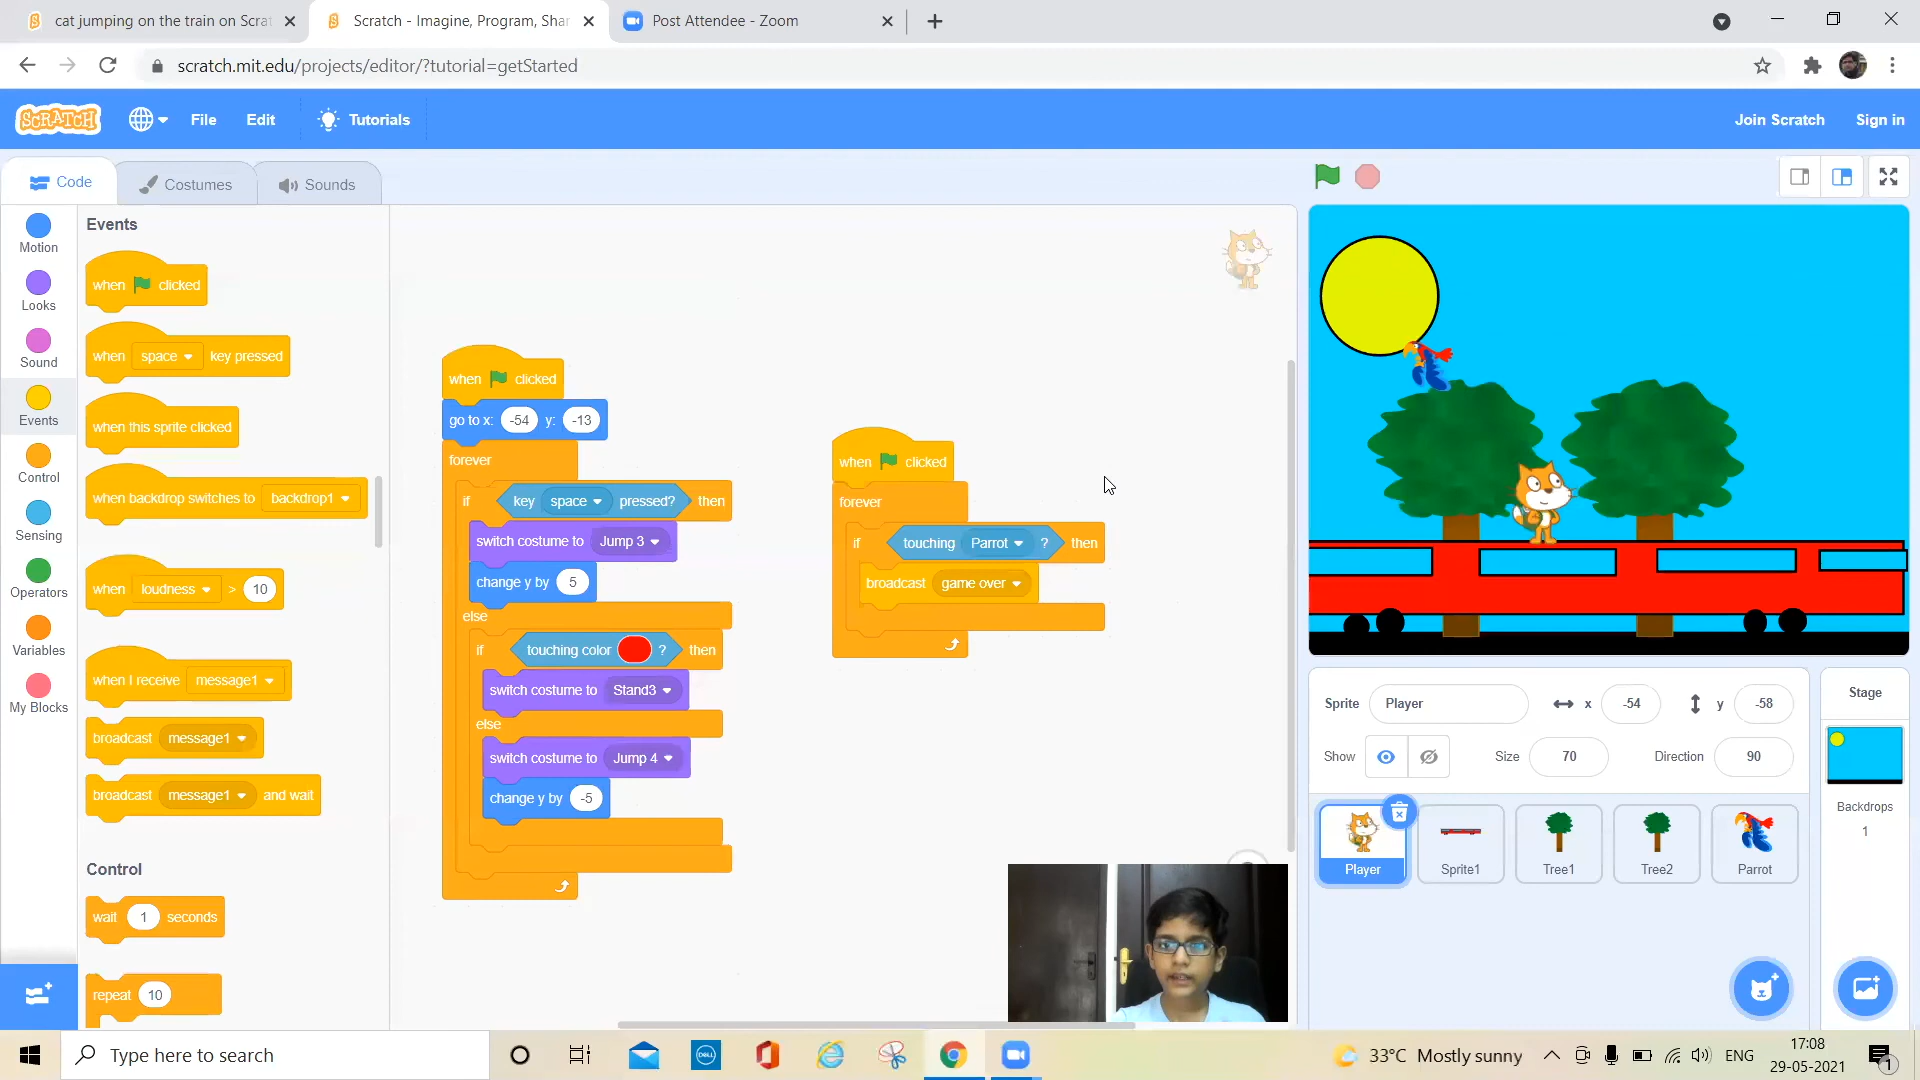 cat jumping on the train on Scrat
Scratch - Imagine, Program, Shar
Post Attendee - Zoom
scratch.mit.edu/projects/editor/?tutorial=getStarted
SCRATCH
File
Edit
Tutorials
Join Scratch
Sign in
Code
Costumes
Sounds
Motion
Looks
Sound
Events
Control
Sensing
Operators
Variables
My Blocks
Events
when clicked
when space key pressed
when this sprite clicked
when backdrop switches to backdrop1
when loudness > 10
when I receive message1
broadcast message1
broadcast message1 and wait
Control
wait 1 seconds
repeat 10
when clicked
go to x: -54 y: -13
forever
if key space pressed? then
switch costume to Jump 3
change y by 5
else
if touching color ? then
switch costume to Stand3
else
switch costume to Jump 4
change y by -5
when clicked
forever
if touching Parrot ? then
broadcast game over
Sprite Player x -54 y -58
Show Size 70 Direction 90
Player
Sprite1
Tree1
Tree2
Parrot
Stage
Backdrops
1
Type here to search
DELL
33°C Mostly sunny
ENG
17:08
29-05-2021
1